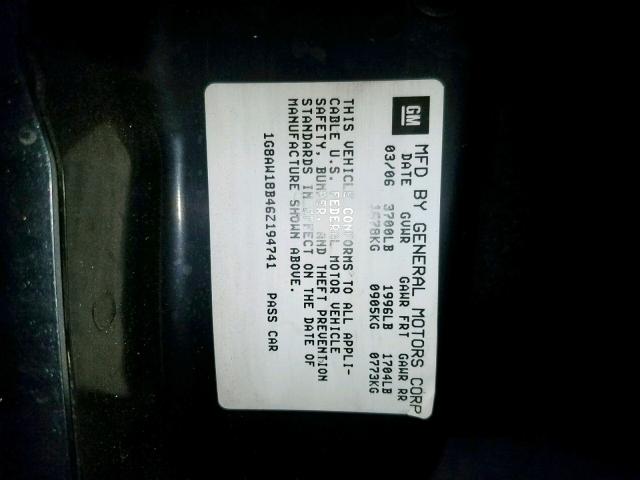 GM MFD BY GENERAL MOTORS CORP
DATE GVWR GAWR FRT GAWR RR
03/06 3700LB 1996LB 1704LB
1678KG 0905KG 0773KG
THIS VEHICLE CONFORMS TO ALL APPLI-
CABLE U.S. FEDERAL MOTOR VEHICLE
SAFETY, BUMPER, AND THEFT PREVENTION
STANDARDS IN EFFECT ON THE DATE OF
MANUFACTURE SHOWN ABOVE.
1G8AW18B46Z194741 PASS CAR